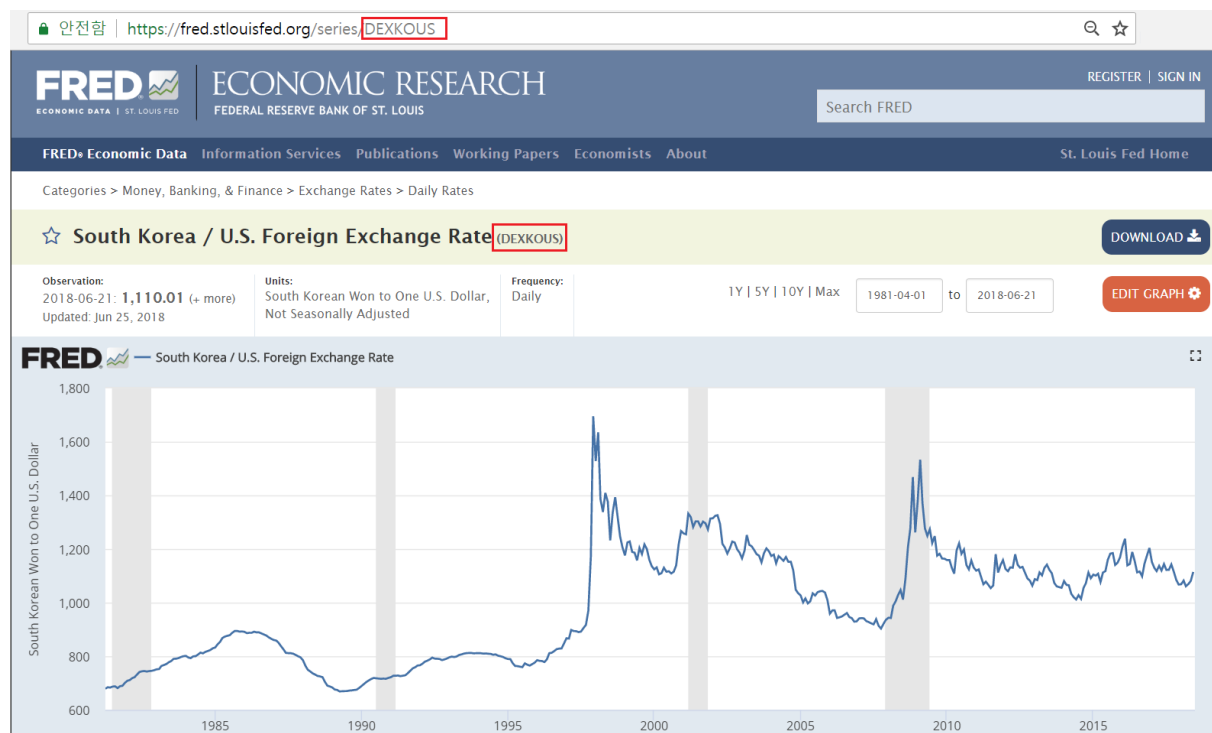 안전함 https://fred.stlouisfed.org/series/DEXKOUS
FRED ECONOMIC RESEARCH
ECONOMIC DATA | ST. LOUIS FED FEDERAL RESERVE BANK OF ST. LOUIS
REGISTER | SIGN IN
Search FRED
FRED® Economic Data Information Services Publications Working Papers Economists About St. Louis Fed Home
Categories > Money, Banking, & Finance > Exchange Rates > Daily Rates
South Korea / U.S. Foreign Exchange Rate (DEXKOUS) DOWNLOAD
Observation: Units: Frequency:
2018-06-21: 1,110.01 (+ more) South Korean Won to One U.S. Dollar, Daily 1Y | 5Y | 10Y | Max 1981-04-01 to 2018-06-21 EDIT GRAPH
Updated: Jun 25, 2018 Not Seasonally Adjusted
FRED South Korea / U.S. Foreign Exchange Rate
South Korean Won to One U.S. Dollar
1,800
1,600
1,400
1,200
1,000
800
600
1985 1990 1995 2000 2005 2010 2015